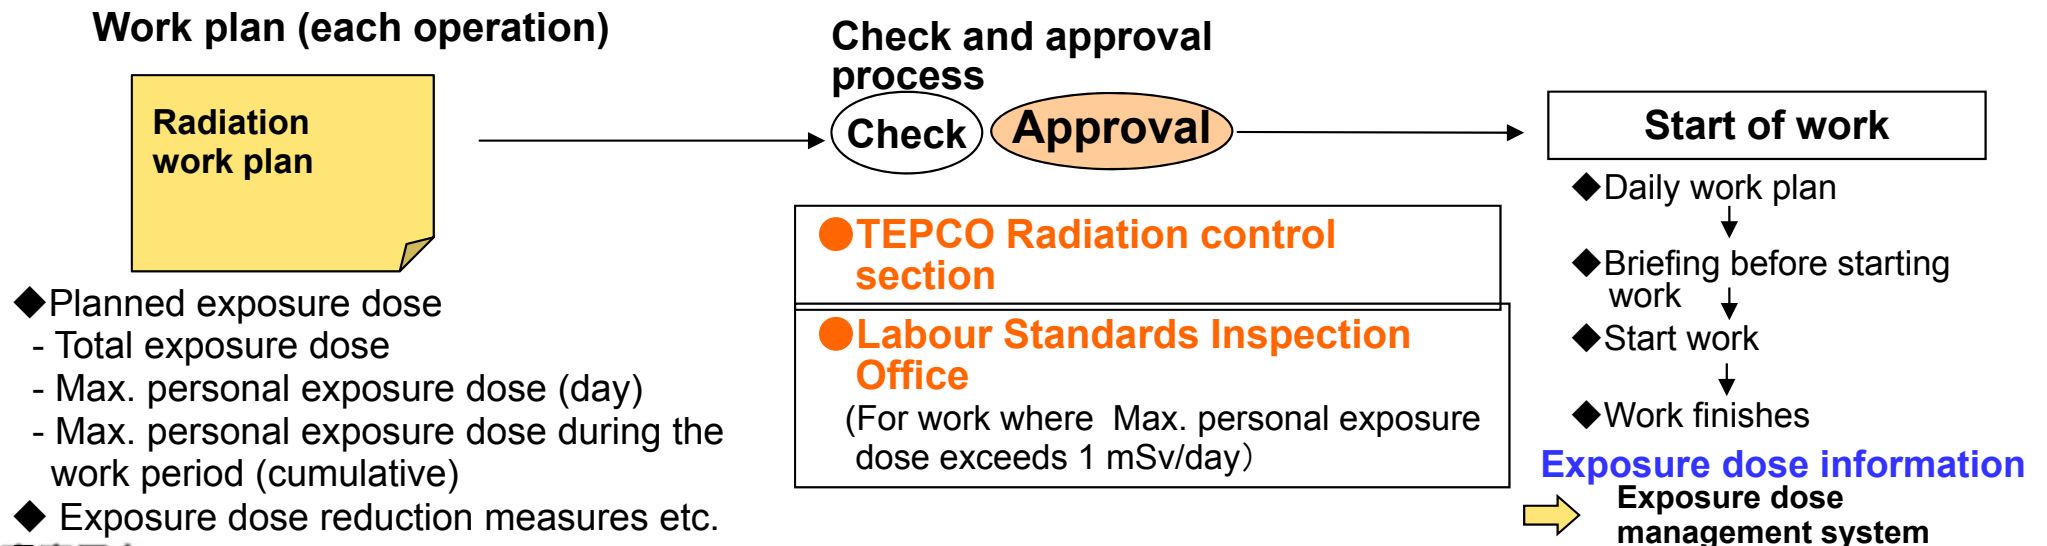 Work plan (each operation)
Radiation
work plan
◆Planned exposure dose
- Total exposure dose
- Max. personal exposure dose (day)
- Max. personal exposure dose during the
work period (cumulative)
◆ Exposure dose reduction measures etc.
Check and approval
process
Check
Approval
●TEPCO Radiation control
section
●Labour Standards Inspection
Office
(For work where Max. personal exposure
dose exceeds 1 mSv/day）
Start of work
◆Daily work plan
◆Briefing before starting
work
◆Start work
◆Work finishes
Exposure dose information
Exposure dose
management system